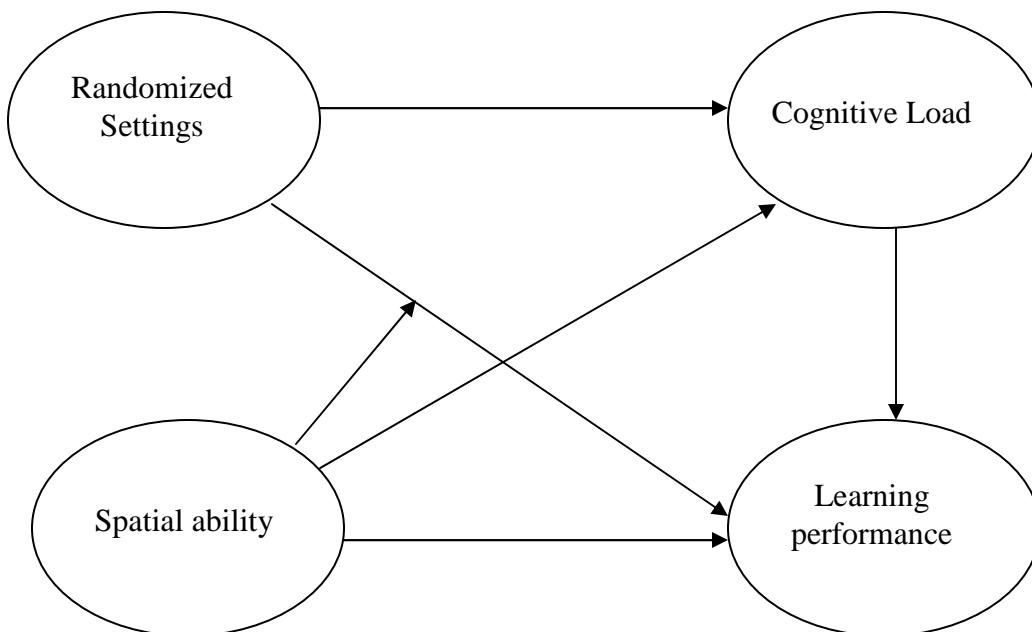 Randomized
Settings
Cognitive Load
Spatial ability
Learning
performance